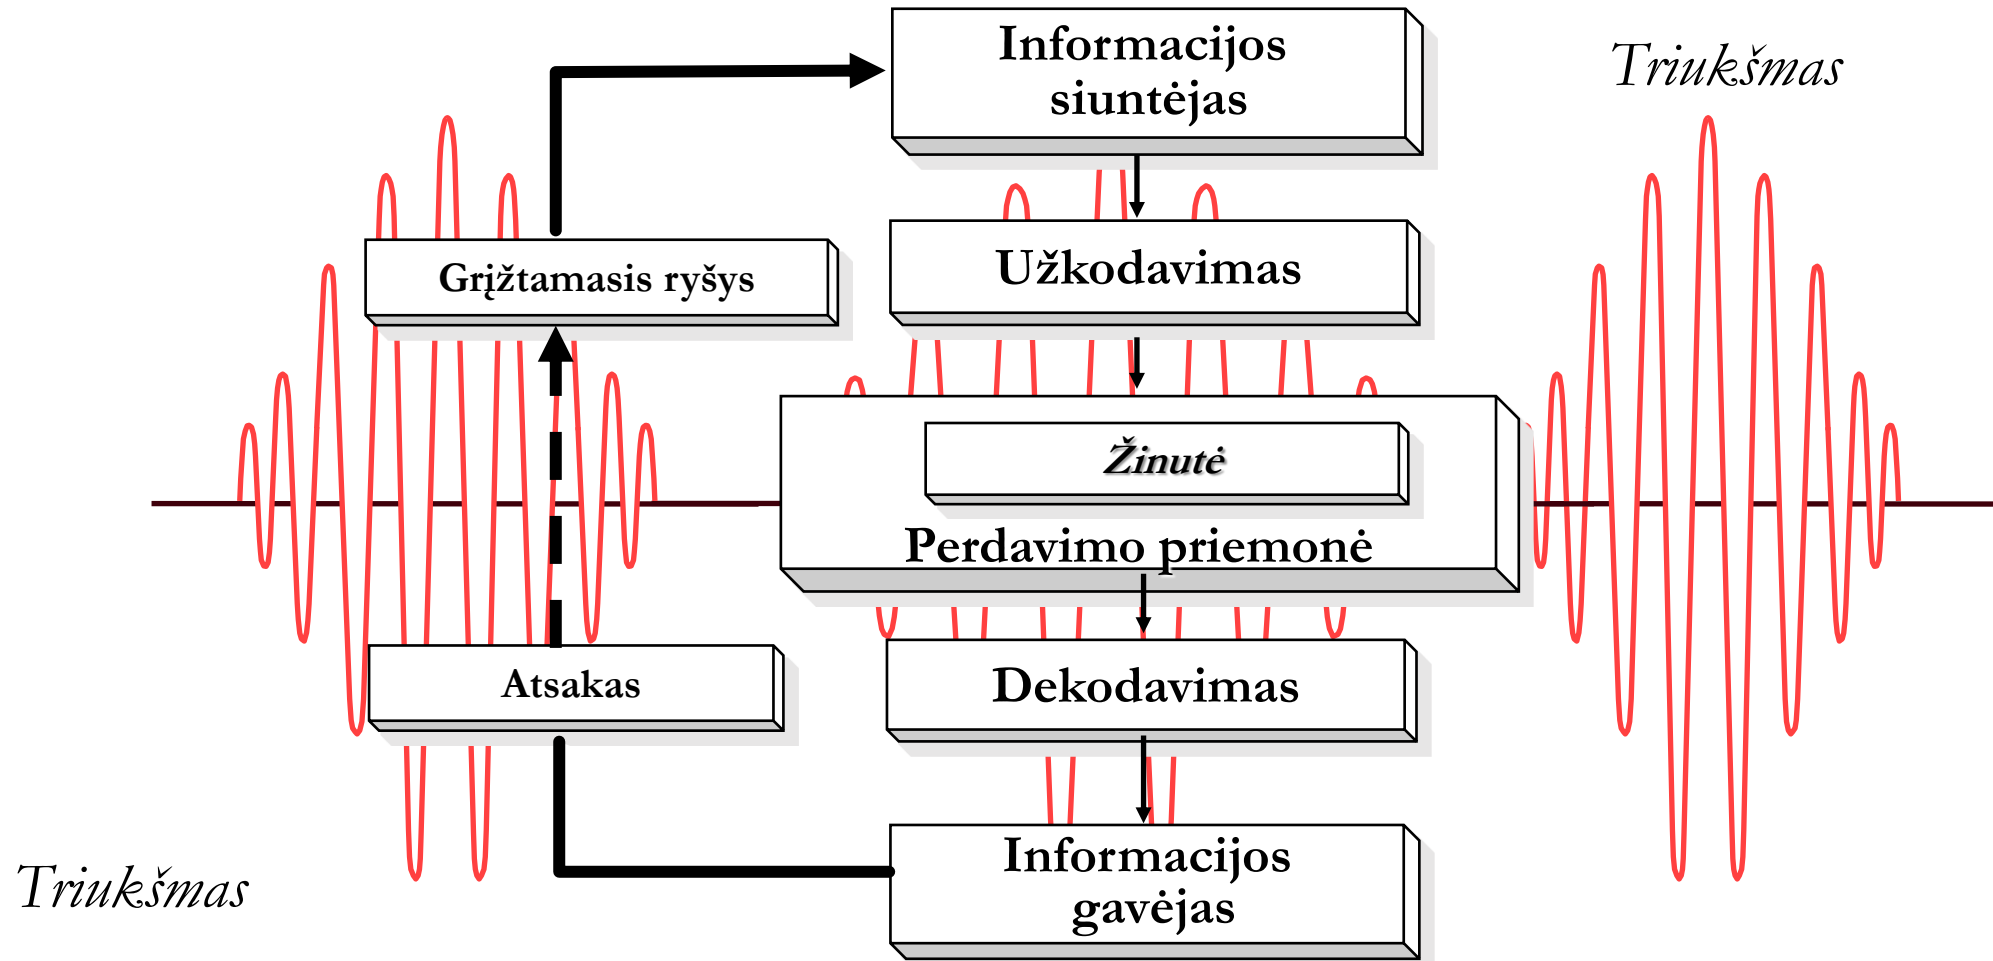 Informacijos
siuntėjas
Triukšmas
Užkodavimas
Grįžtamasis ryšys
Žinutė
Perdavimo priemonė
Atsakas
Dekodavimas
Informacijos
gavėjas
Triukšmas